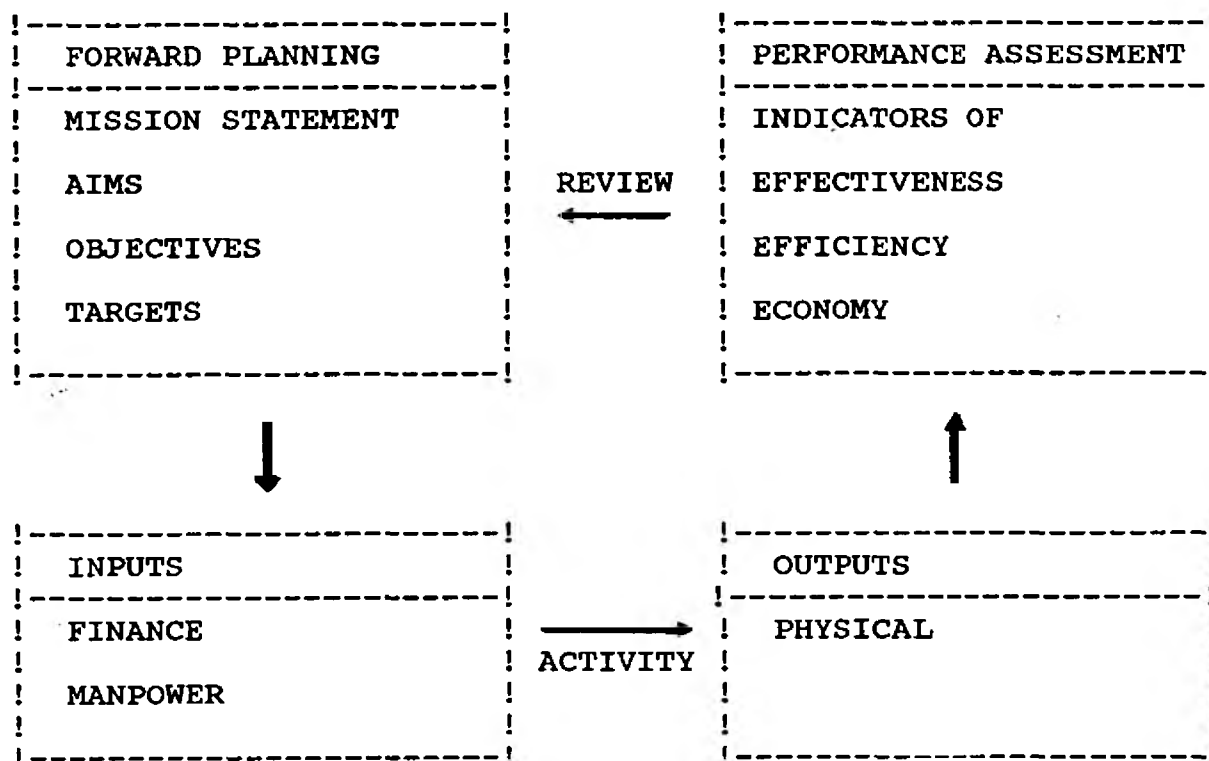 FORWARD PLANNING
MISSION STATEMENT
AIMS
OBJECTIVES
TARGETS
REVIEW
PERFORMANCE ASSESSMENT
INDICATORS OF
EFFECTIVENESS
EFFICIENCY
ECONOMY
INPUTS
FINANCE
MANPOWER
ACTIVITY
OUTPUTS
PHYSICAL